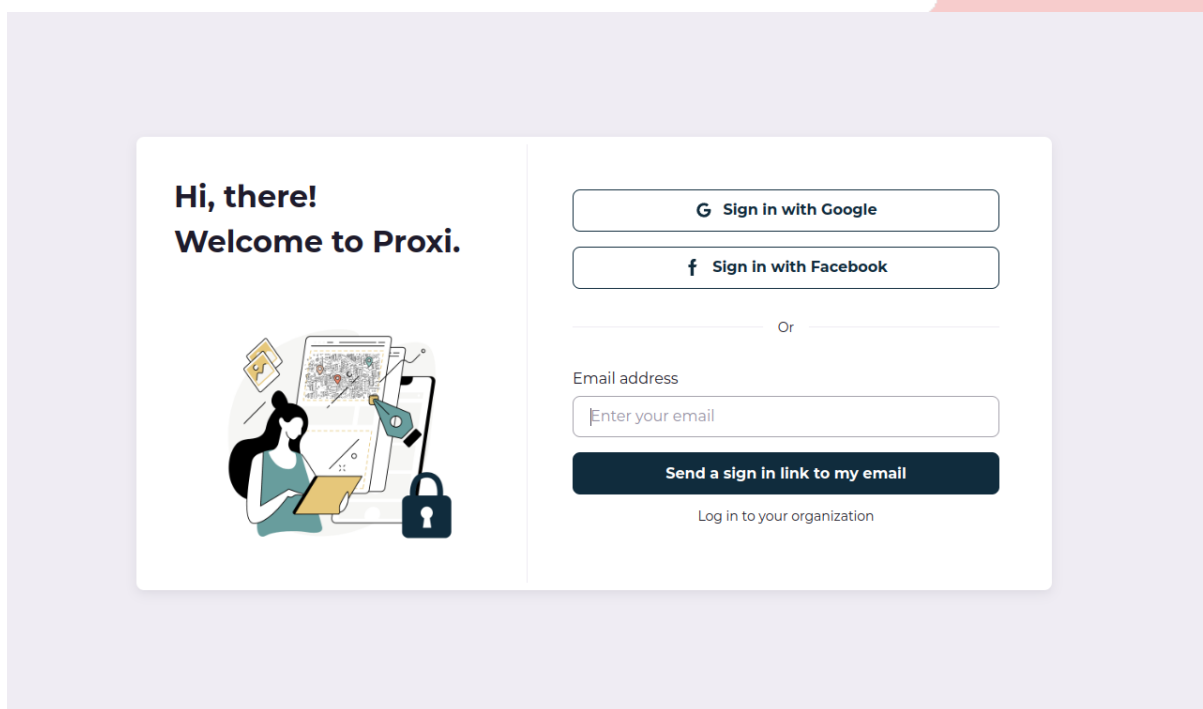 Hi, there!
Welcome to Proxi.
Sign in with Google
Sign in with Facebook
Or
Email address
Enter your email
Send a sign in link to my email
Log in to your organization